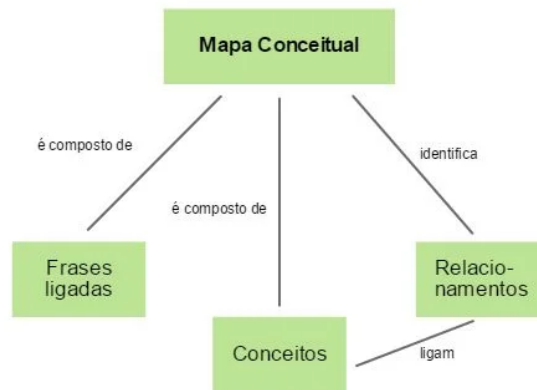 Mapa Conceitual
é composto de
identifica
é composto de
Frases
ligadas
Relacio-
namentos
Conceitos
ligam